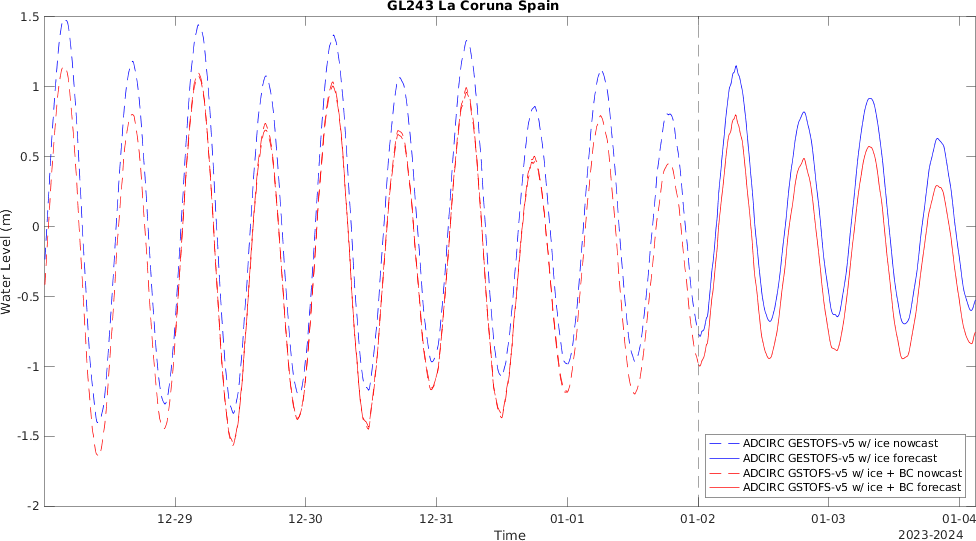 GL243 La Coruna Spain
1.5
1
0.5
0
-0.5
-1
-1.5
-2
Water Level (m)
ADCIRC GESTOFS-v5 w/ ice nowcast
ADCIRC GESTOFS-v5 w/ ice forecast
ADCIRC GSTOFS-v5 w/ ice + BC nowcast
ADCIRC GSTOFS-v5 w/ ice + BC forecast
12-29 12-30 12-31 01-01 01-02 01-03 01-04
Time
2023-2024